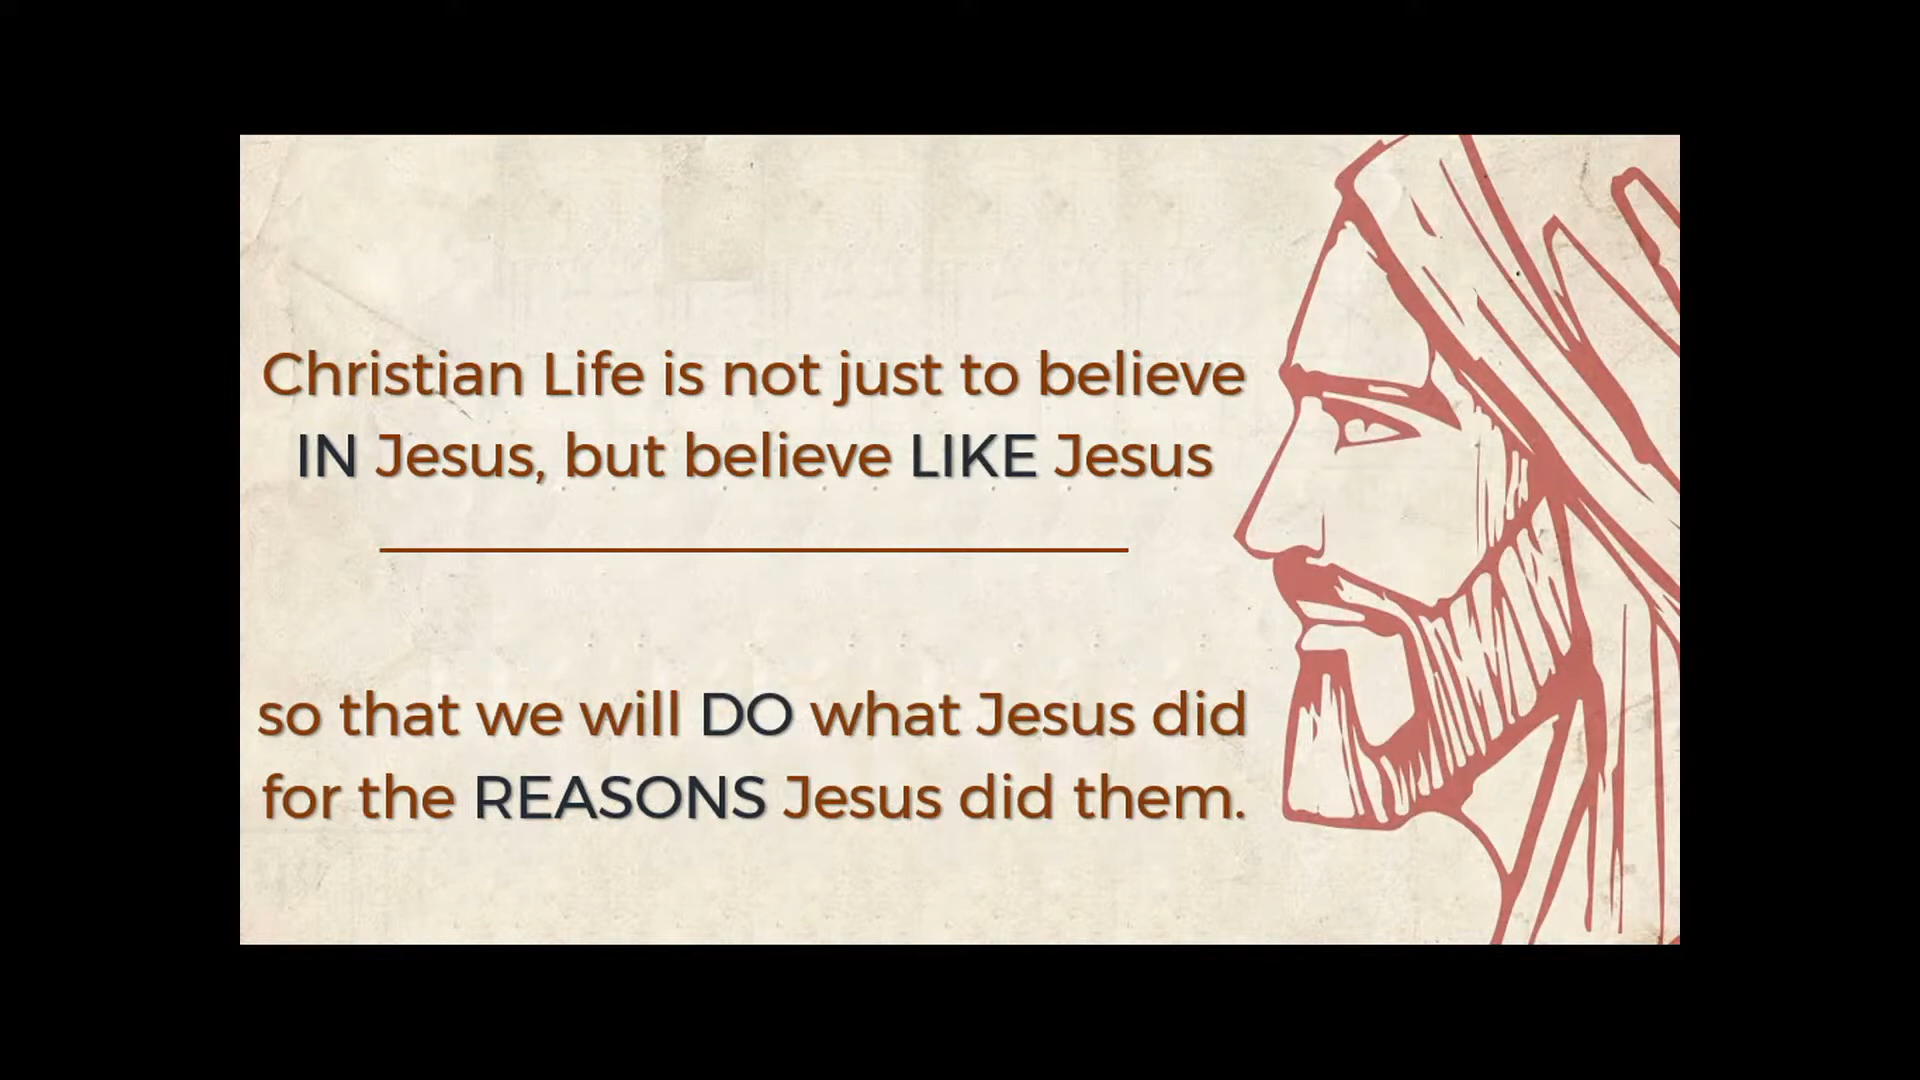 Christian Life is not just to believe
IN Jesus, but believe LIKE Jesus
so that we will DO what Jesus did
for the REASONS Jesus did them.